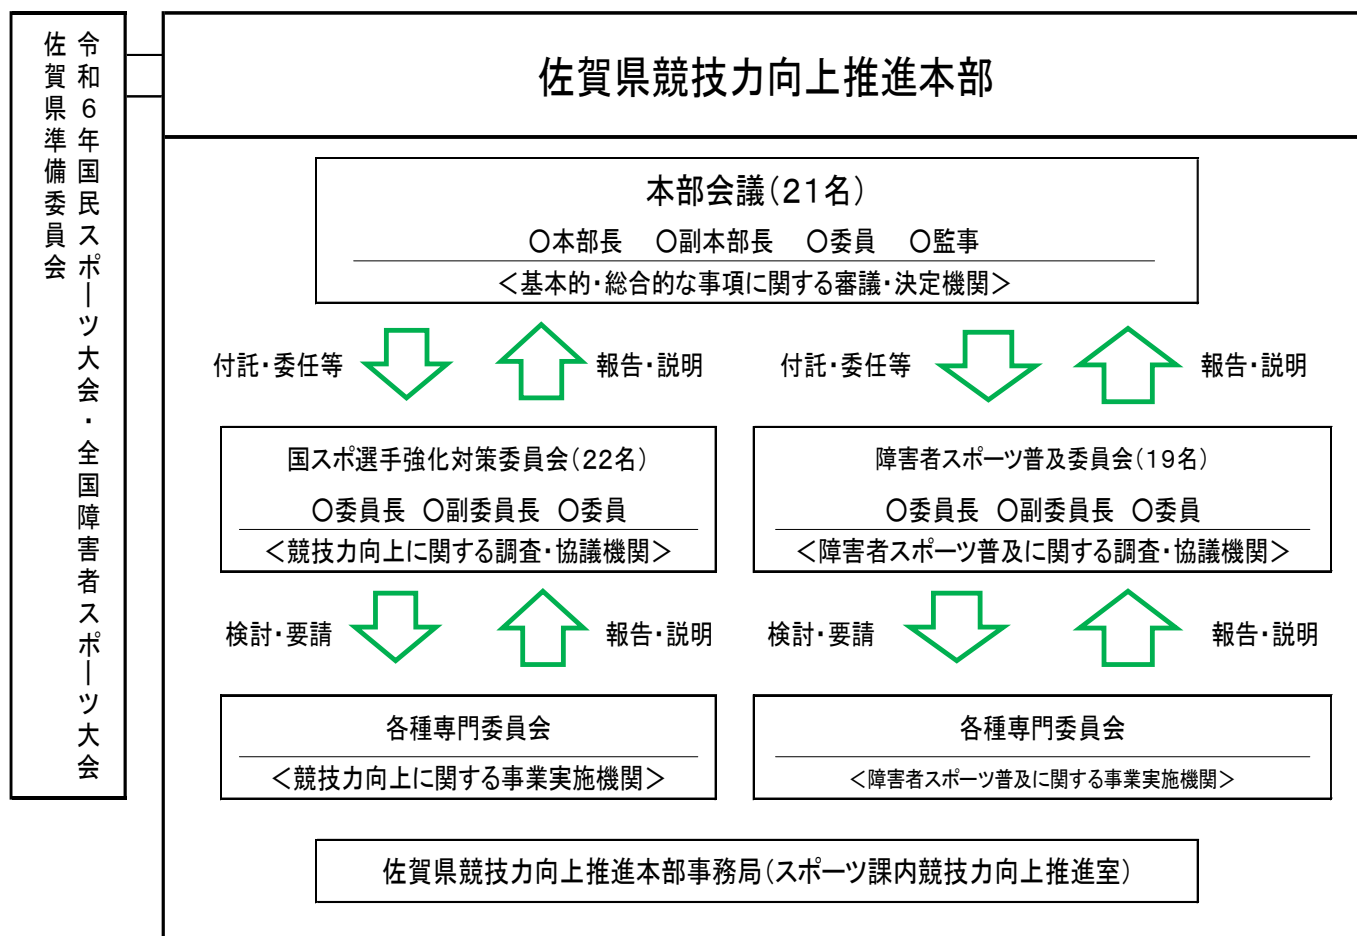 令和６年国民スポーツ大会・全国障害者スポーツ大会
佐賀県準備委員会
佐賀県競技力向上推進本部
本部会議（２１名）
○本部長　○副本部長　○委員　○監事
＜基本的・総合的な事項に関する審議・決定機関＞
付託・委任等　報告・説明　付託・委任等　報告・説明
国スポ選手強化対策委員会（２２名）
○委員長　○副委員長　○委員
＜競技力向上に関する調査・協議機関＞
障害者スポーツ普及委員会（１９名）
○委員長　○副委員長　○委員
＜障害者スポーツ普及に関する調査・協議機関＞
検討・要請　報告・説明　検討・要請　報告・説明
各種専門委員会
＜競技力向上に関する事業実施機関＞
各種専門委員会
＜障害者スポーツ普及に関する事業実施機関＞
佐賀県競技力向上推進本部事務局（スポーツ課内競技力向上推進室）